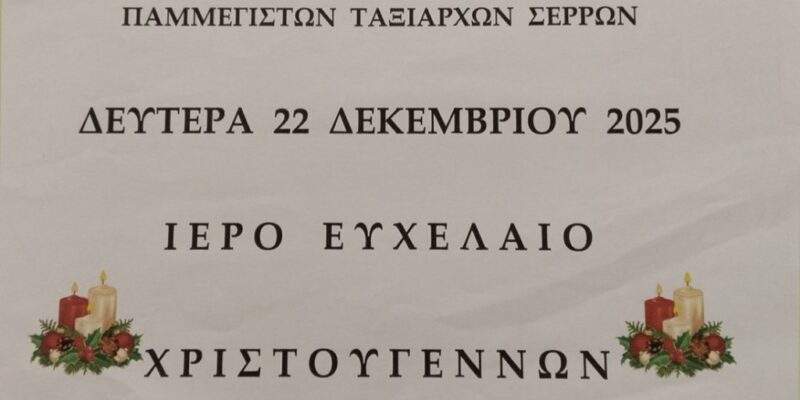 ΠΑΜΜΕΓΙΣΤΩΝ ΤΑΞΙΑΡΧΩΝ ΣΕΡΡΩΝ
ΔΕΥΤΕΡΑ 22 ΔΕΚΕΜΒΡΙΟΥ 2025
ΙΕΡΟ ΕΥΧΕΛΑΙΟ
ΧΡΙΣΤΟΥΓΕΝΝΩΝ